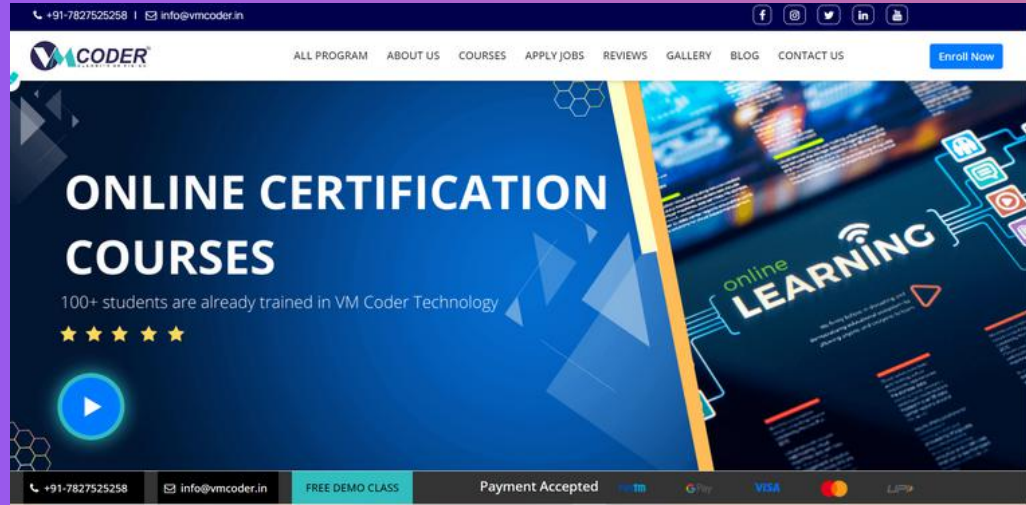 +91-7827525258 | info@vmcoder.in
VMCODER
ALL PROGRAM ABOUT US COURSES APPLY JOBS REVIEWS GALLERY BLOG CONTACT US Enroll Now
ONLINE CERTIFICATION
COURSES
100+ students are already trained in VM Coder Technology
online
LEARNING
+91-7827525258 info@vmcoder.in FREE DEMO CLASS Payment Accepted paytm G Pay VISA UPI